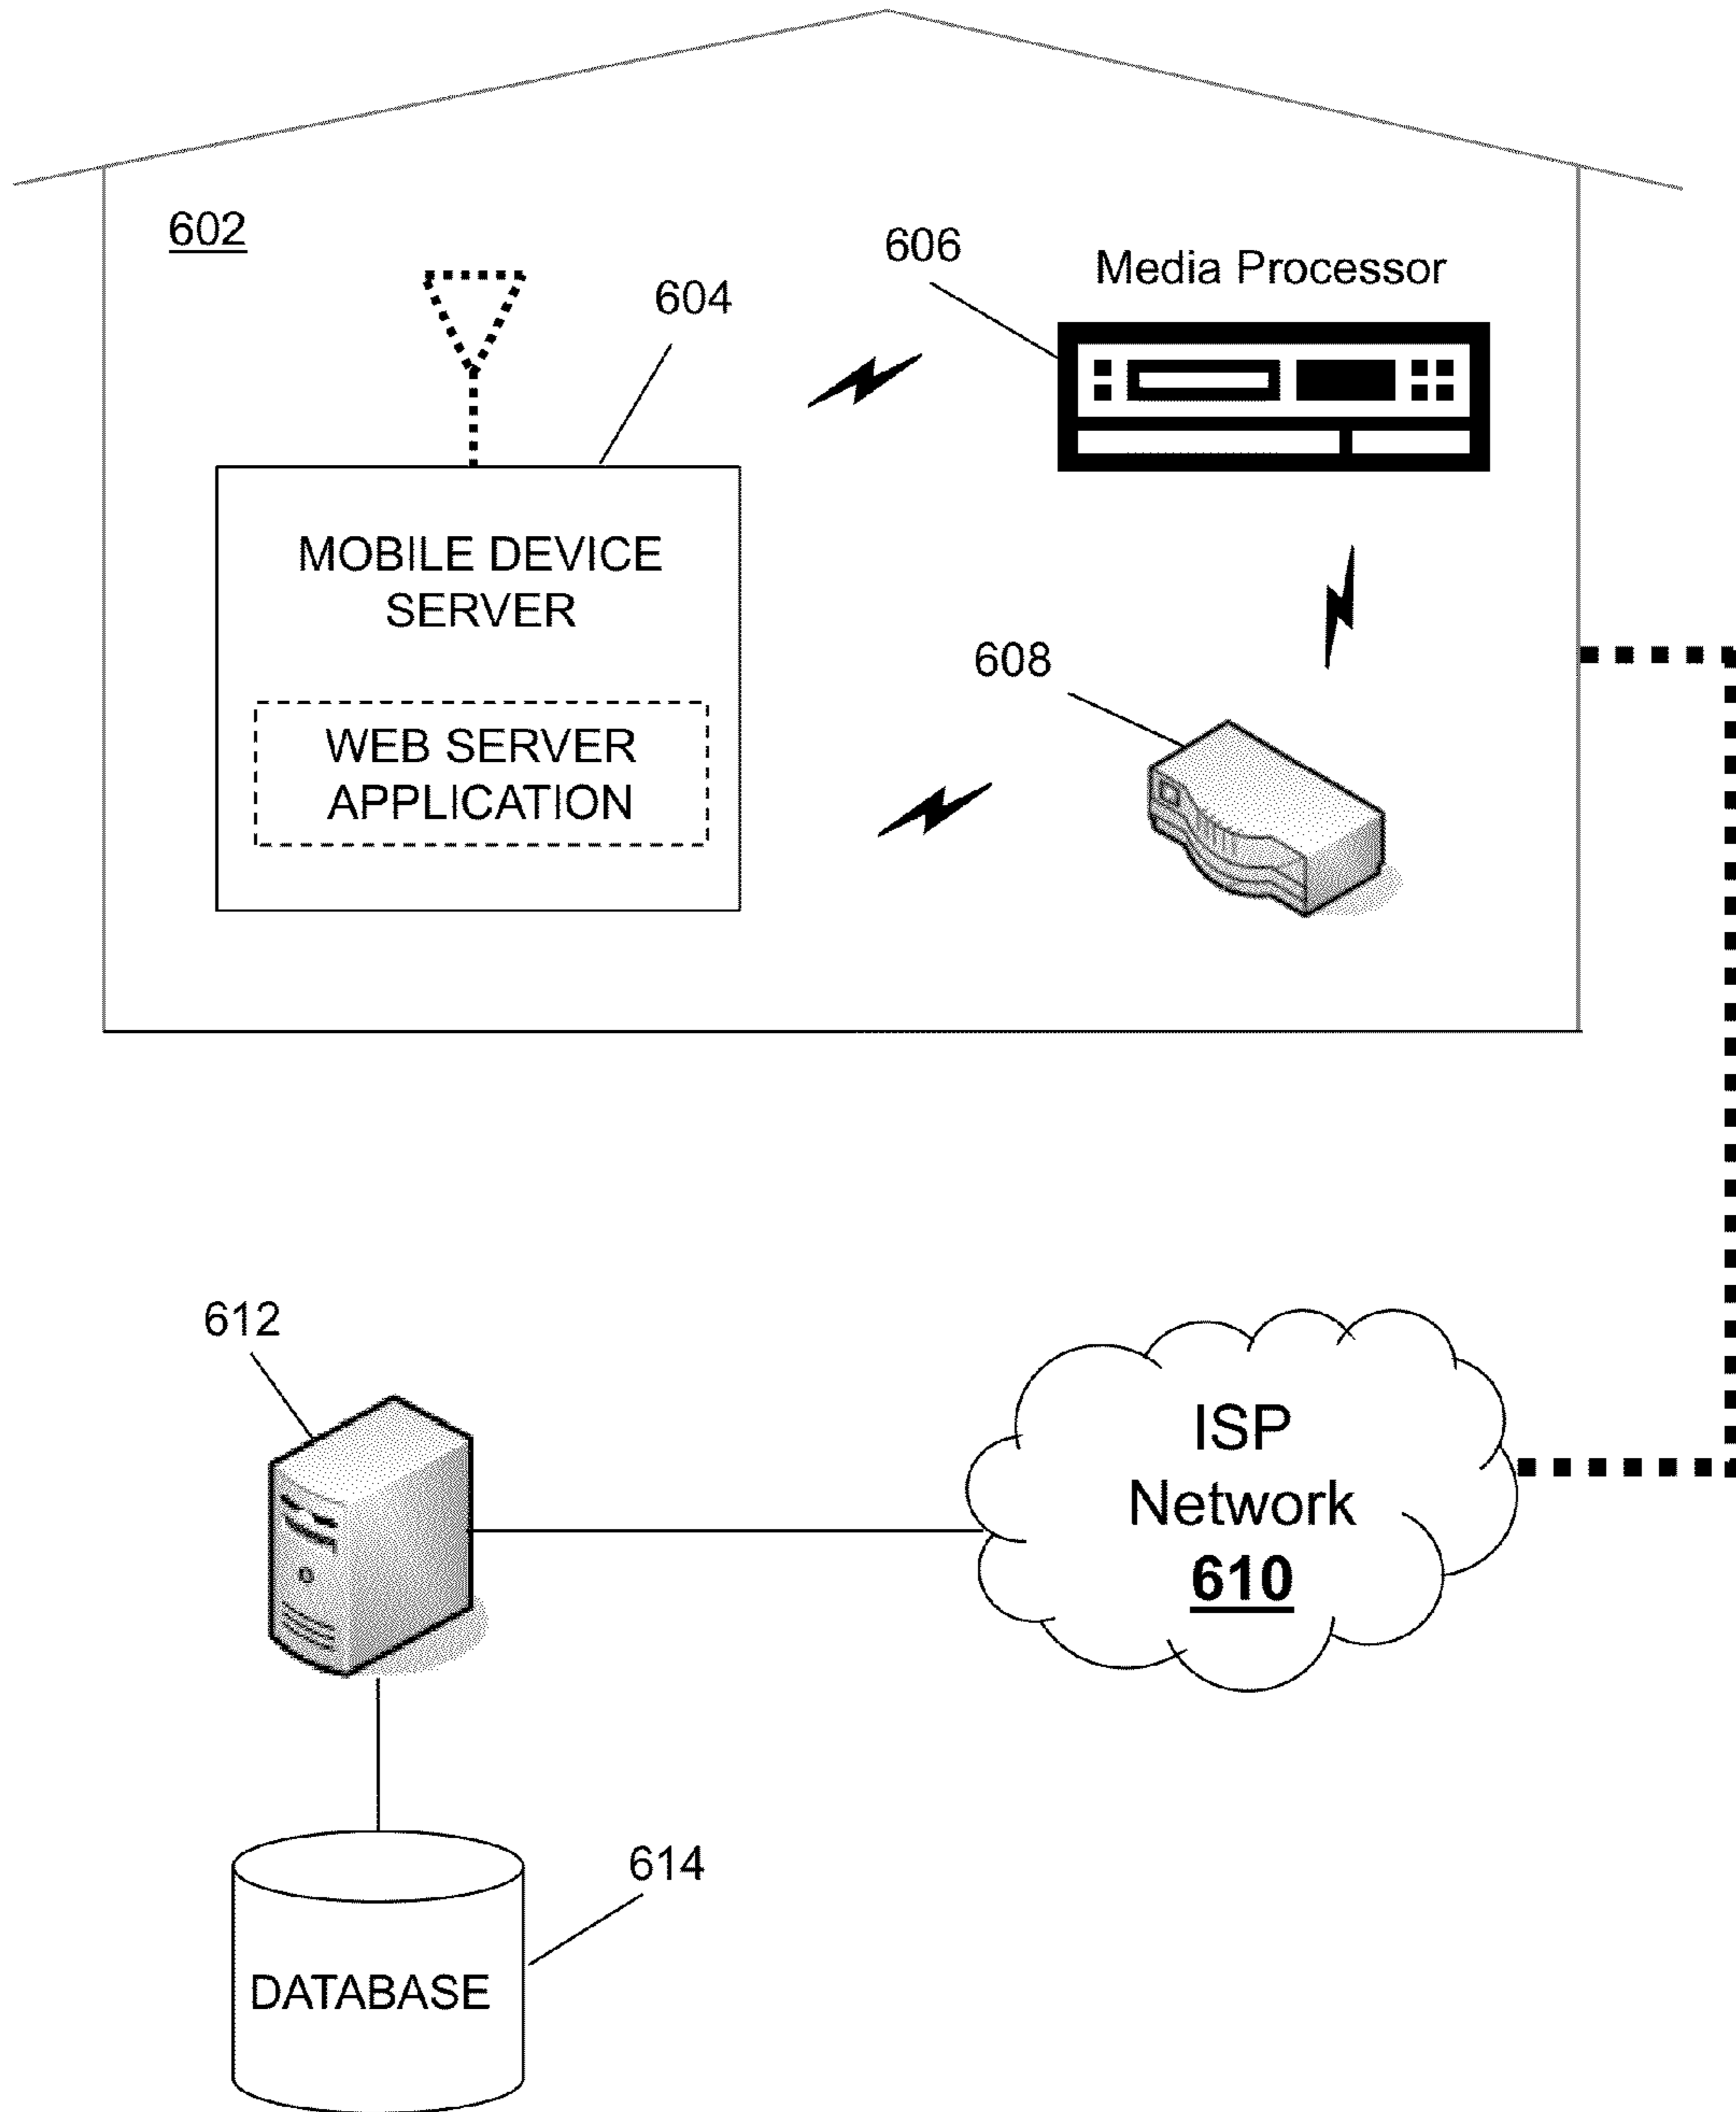 602
606
Media Processor
604
MOBILE DEVICE
SERVER
608
WEB SERVER
APPLICATION
612
ISP
Network
610
614
DATABASE